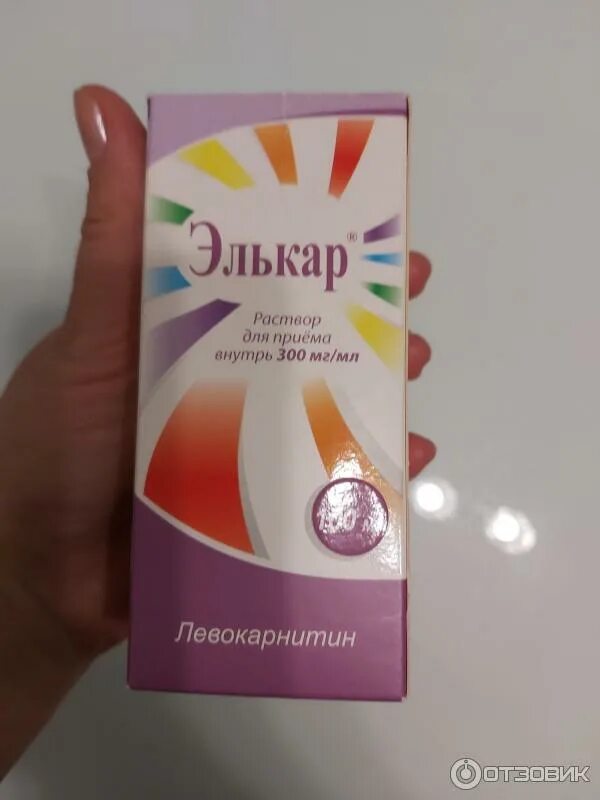 Элькар®
Раствор
для приёма
внутрь 300 мг/мл
Левокарнитин
ОТЗОВИК